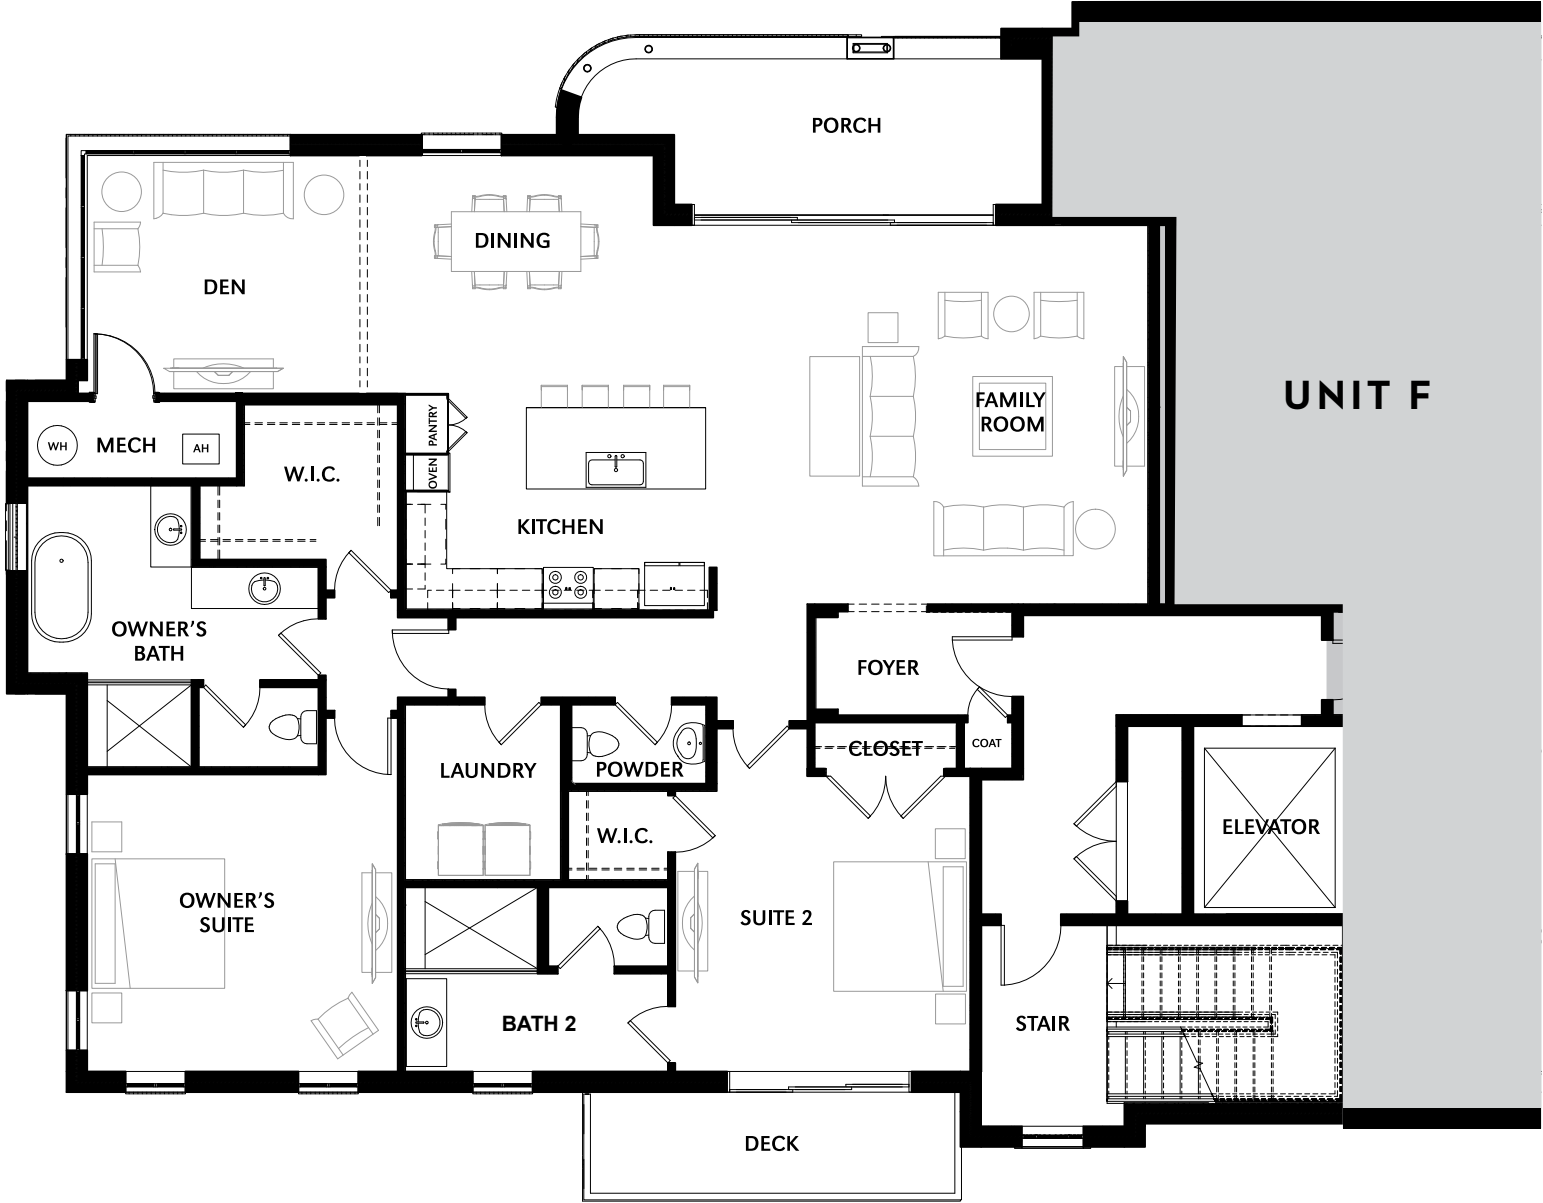 PORCH
DINING
DEN
UNIT F
FAMILY
ROOM
PANTRY
WH
MECH
AH
W.I.C.
OVEN
KITCHEN
OWNER'S
BATH
FOYER
COAT
CLOSET
LAUNDRY
POWDER
ELEVATOR
W.I.C.
OWNER'S
SUITE
SUITE 2
BATH 2
STAIR
DECK